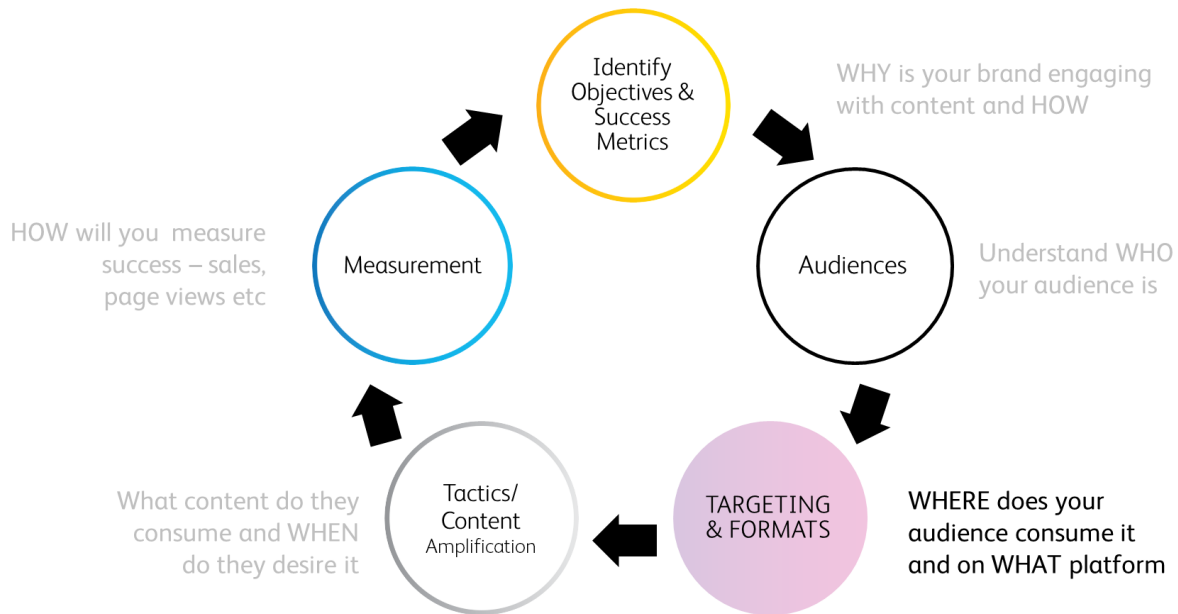 Identify
Objectives &
Success
Metrics
WHY is your brand engaging
with content and HOW
Audiences
Understand WHO
your audience is
TARGETING
& FORMATS
WHERE does your
audience consume it
and on WHAT platform
Tactics/
Content
Amplification
What content do they
consume and WHEN
do they desire it
Measurement
HOW will you measure
success – sales,
page views etc